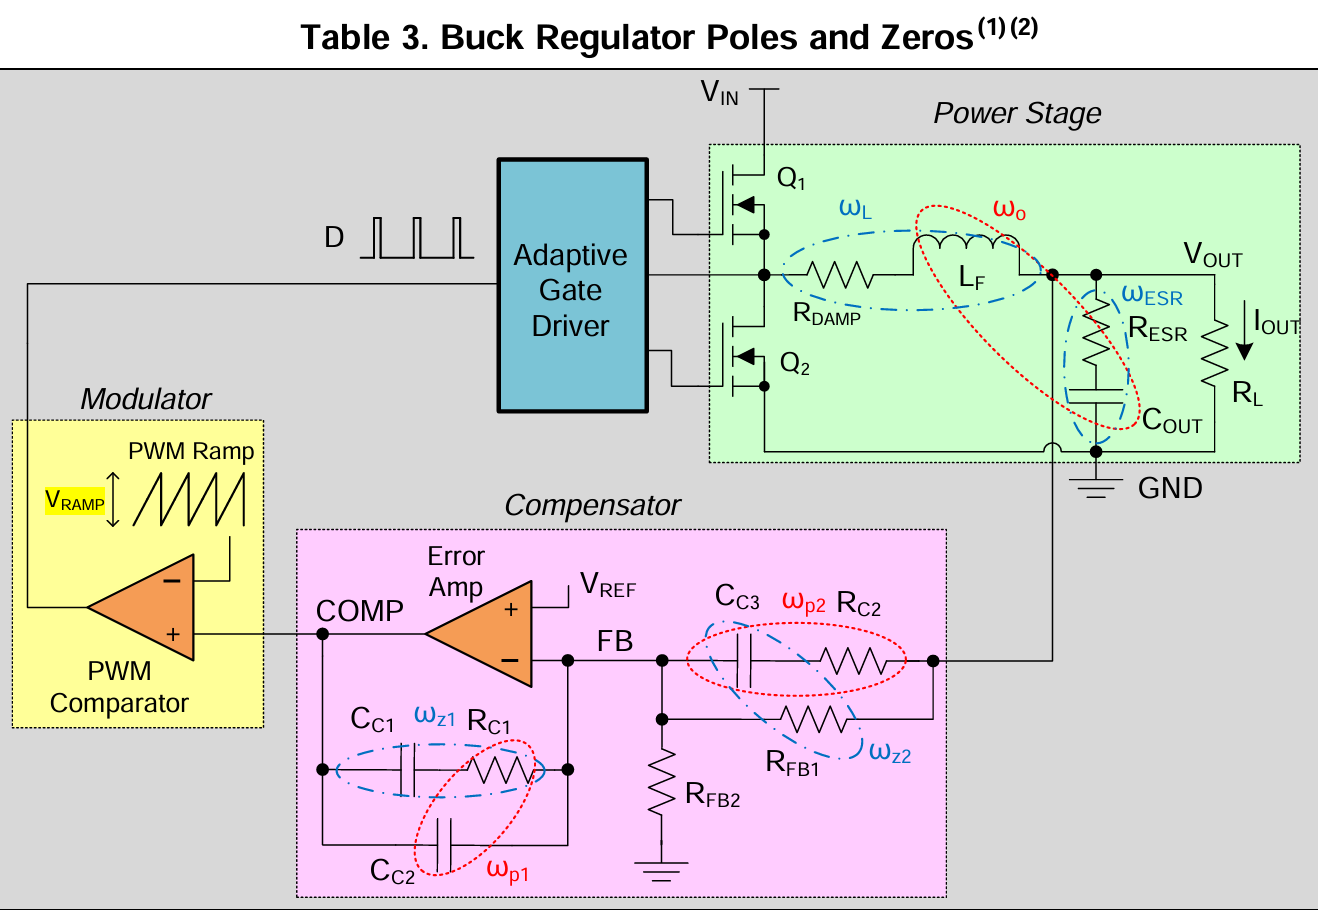 Table 3. Buck Regulator Poles and Zeros(1)(2)
VIN
Power Stage
Q1
ωL
ωo
D
Adaptive
Gate
Driver
VOUT
LF
ωESR
RDAMP
RESR
IOUT
Q2
RL
COUT
GND
Modulator
PWM Ramp
VRAMP
−
+
PWM
Comparator
Compensator
Error
Amp
VREF
+
−
COMP
FB
CC3
ωp2
RC2
CC1
ωz1
RC1
RFB1
ωz2
RFB2
CC2
ωp1